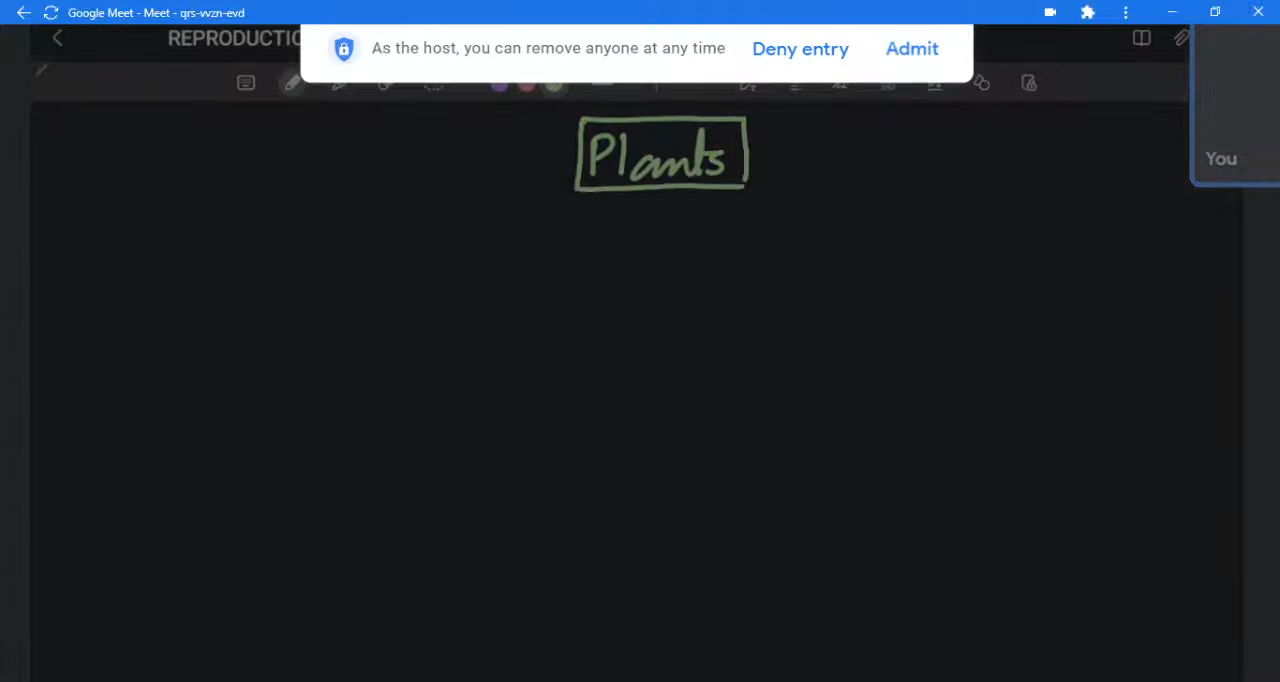 Google Meet - Meet - qrs-vvzn-evd
REPRODUCTIO
As the host, you can remove anyone at any time
Deny entry
Admit
You
Plants